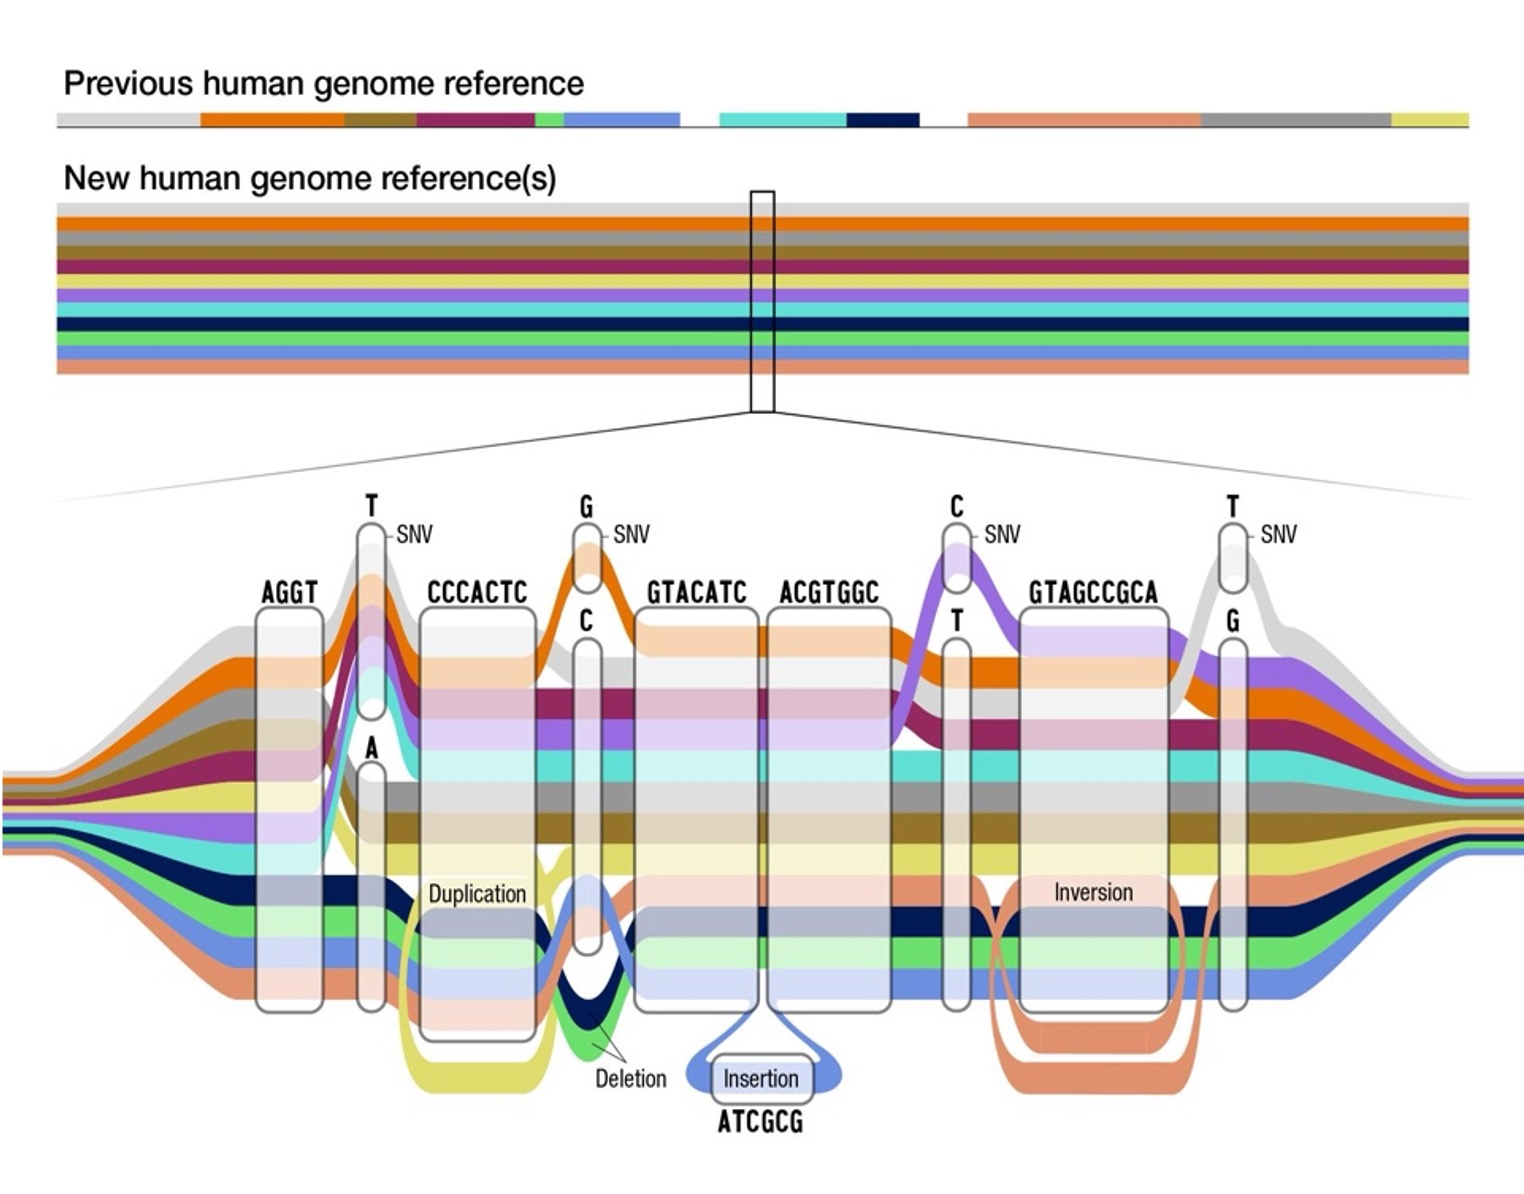 Previous human genome reference
New human genome reference(s)
T
SNV
G
SNV
C
SNV
T
SNV
AGGT
CCCACTC
GTACATC
ACGTGGC
GTAGCCGCA
C
T
G
A
Duplication
Inversion
Deletion
Insertion
ATCGCG